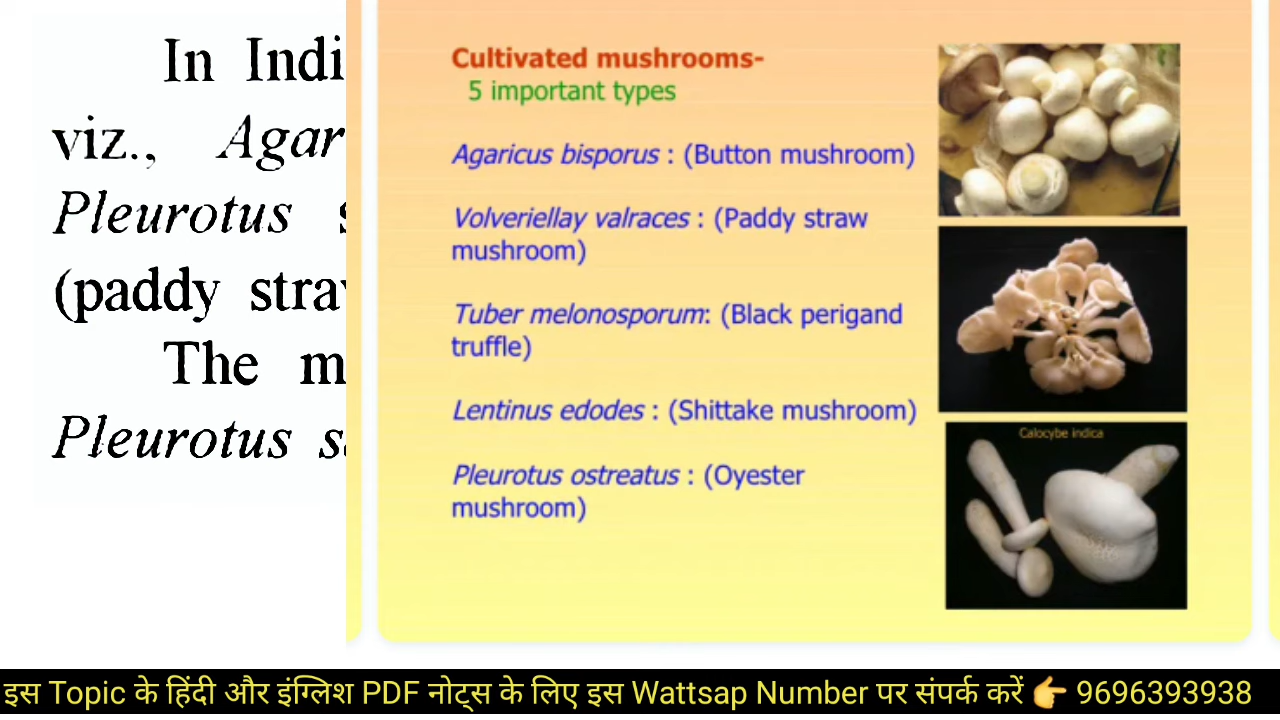 In Indi
viz., Agar
Pleurotus s
(paddy stra
The m
Pleurotus s
Cultivated mushrooms-
5 important types
Agaricus bisporus : (Button mushroom)
Volveriellay valraces : (Paddy straw
mushroom)
Tuber melonosporum: (Black perigand
truffle)
Lentinus edodes : (Shittake mushroom)
Pleurotus ostreatus : (Oyester
mushroom)
Calocybe indica
इस Topic के हिंदी और इंग्लिश PDF नोट्स के लिए इस Wattsap Number पर संपर्क करें 👉 9696393938